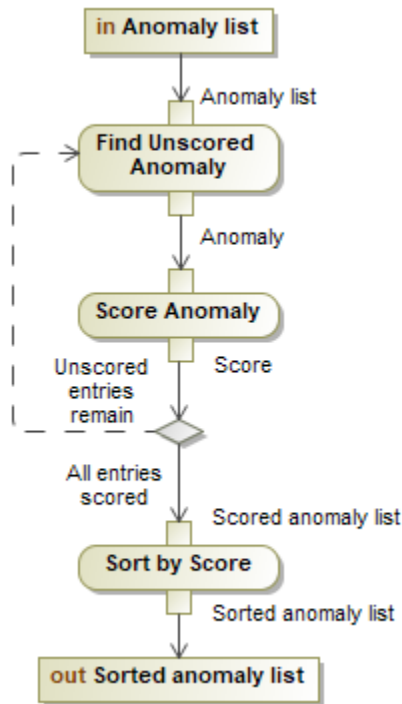 in Anomaly list
Anomaly list
Find Unscored
Anomaly
Anomaly
Score Anomaly
Score
Unscored
entries
remain
All entries
scored
Scored anomaly list
Sort by Score
Sorted anomaly list
out Sorted anomaly list